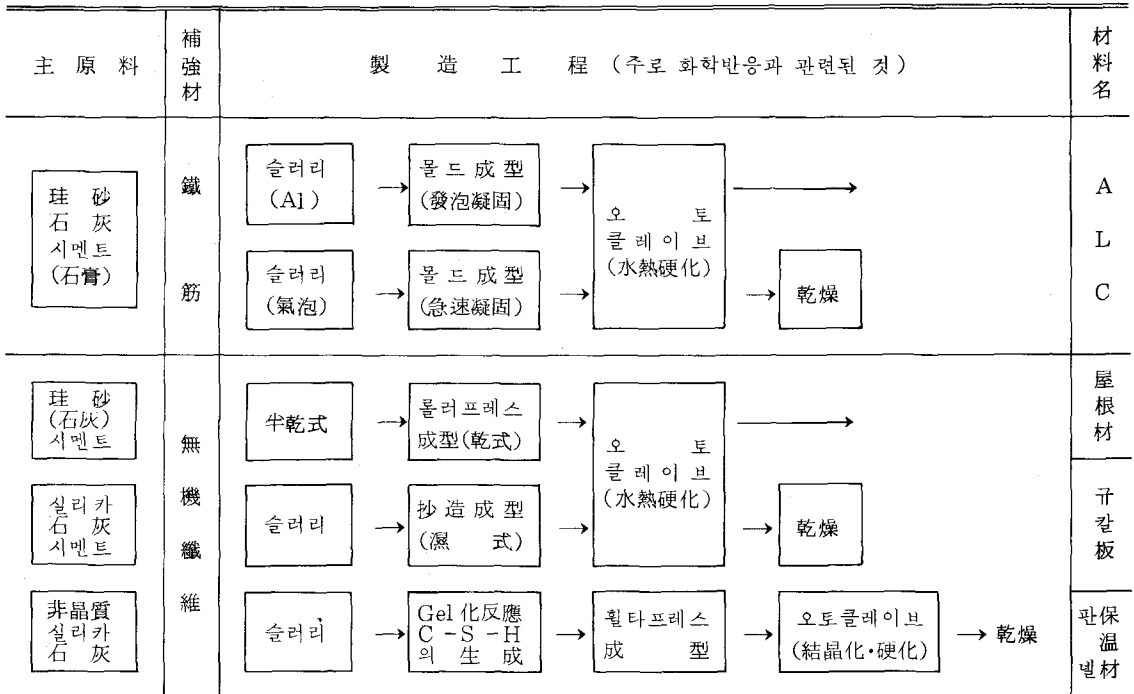 主原料
補強材
製造工程 (주로 화학반응과 관련된 것)
材料名
珪砂
石灰
시멘트
(石膏)
鐵筋
슬러리
(Al)
→
몰드成型
(發泡凝固)
→
오토
클레이브
(水熱硬化)
→
슬러리
(氣泡)
→
몰드成型
(急速凝固)
→
→
乾燥
ALC
珪砂
(石灰)
시멘트
無機纖維
半乾式
→
롤러프레스
成型(乾式)
→
오토
클레이브
(水熱硬化)
→
屋根材
실리카
石灰
시멘트
슬러리
→
抄造成型
(濕式)
→
→
乾燥
규칼板
非晶質
실리카
石灰
슬러리
→
Gel化反應
C-S-H
의生成
→
휠타프레스
成型
→
오토클레이브
(結晶化·硬化)
→ 乾燥
保温材
판넬